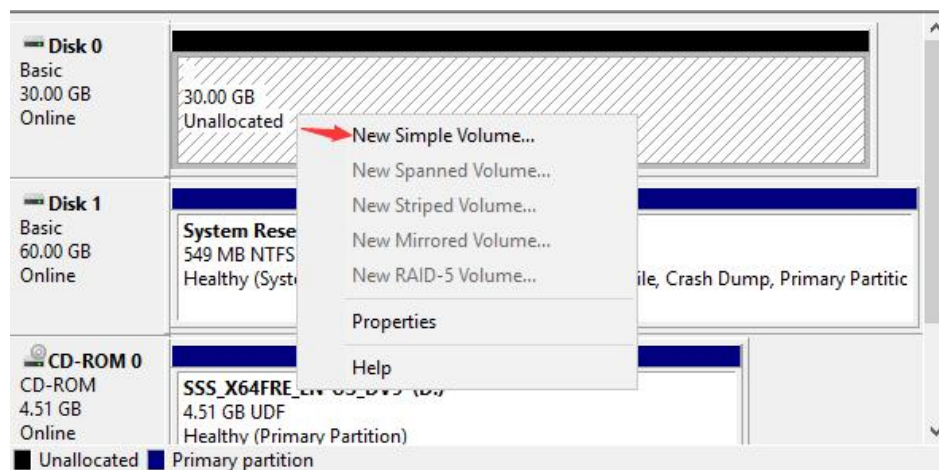 Disk 0
Basic
30.00 GB
Online
30.00 GB
Unallocated
New Simple Volume...
New Spanned Volume...
New Striped Volume...
New Mirrored Volume...
New RAID-5 Volume...
Properties
Help
Disk 1
Basic
60.00 GB
Online
System Rese
549 MB NTFS
Healthy (Syst
ile, Crash Dump, Primary Partitic
CD-ROM 0
CD-ROM
4.51 GB
Online
4.51 GB UDF
Healthy (Primary Partition)
Unallocated Primary partition